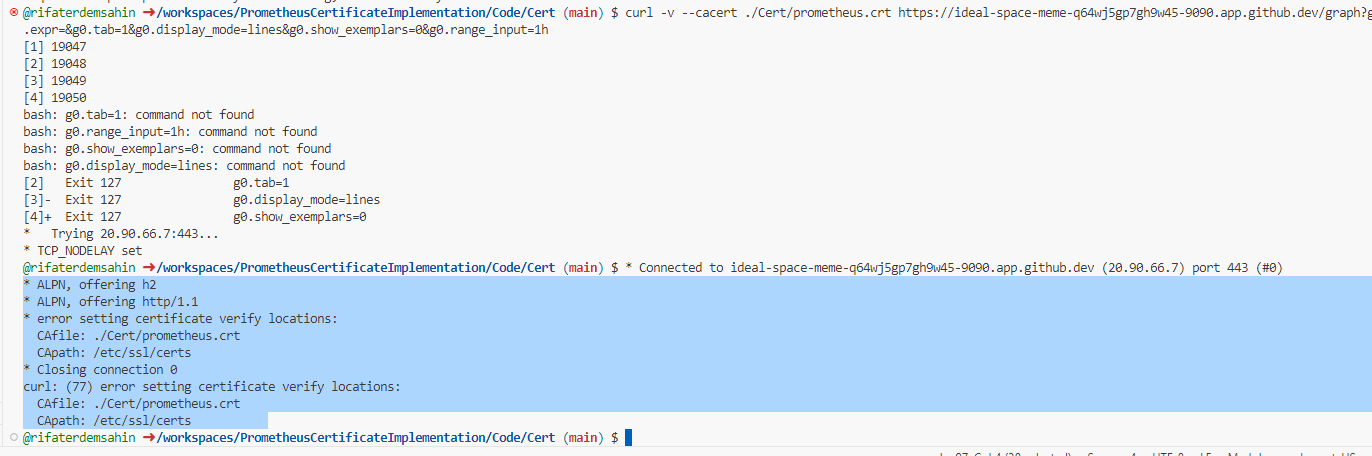 @rifaterdemsahin ➜/workspaces/PrometheusCertificateImplementation/Code/Cert (main) $ curl -v --cacert ./Cert/prometheus.crt https://ideal-space-meme-q64wj5gp7gh9w45-9090.app.github.dev/graph?g
.expr=&g0.tab=1&g0.display_mode=lines&g0.show_exemplars=0&g0.range_input=1h
[1] 19047
[2] 19048
[3] 19049
[4] 19050
bash: g0.tab=1: command not found
bash: g0.range_input=1h: command not found
bash: g0.show_exemplars=0: command not found
bash: g0.display_mode=lines: command not found
[2]   Exit 127                g0.tab=1
[3]-  Exit 127                g0.display_mode=lines
[4]+  Exit 127                g0.show_exemplars=0
*   Trying 20.90.66.7:443...
* TCP_NODELAY set
@rifaterdemsahin ➜/workspaces/PrometheusCertificateImplementation/Code/Cert (main) $ * Connected to ideal-space-meme-q64wj5gp7gh9w45-9090.app.github.dev (20.90.66.7) port 443 (#0)
* ALPN, offering h2
* ALPN, offering http/1.1
* error setting certificate verify locations:
  CAfile: ./Cert/prometheus.crt
  CApath: /etc/ssl/certs
* Closing connection 0
curl: (77) error setting certificate verify locations:
  CAfile: ./Cert/prometheus.crt
  CApath: /etc/ssl/certs
@rifaterdemsahin ➜/workspaces/PrometheusCertificateImplementation/Code/Cert (main) $